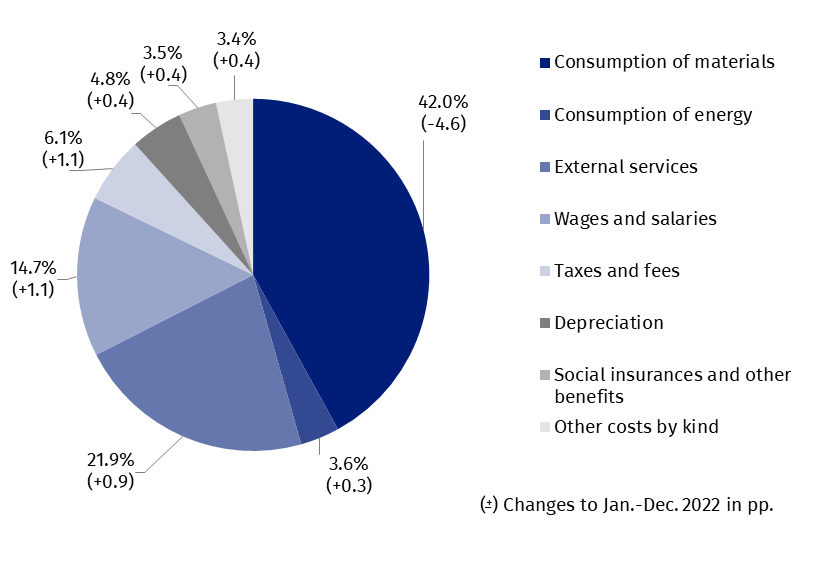 3.4%
(+0.4)
3.5%
(+0.4)
4.8%
(+0.4)
6.1%
(+1.1)
14.7%
(+1.1)
21.9%
(+0.9)
3.6%
(+0.3)
42.0%
(-4.6)
Consumption of materials
Consumption of energy
External services
Wages and salaries
Taxes and fees
Depreciation
Social insurances and other
benefits
Other costs by kind
(±) Changes to Jan.-Dec. 2022 in pp.